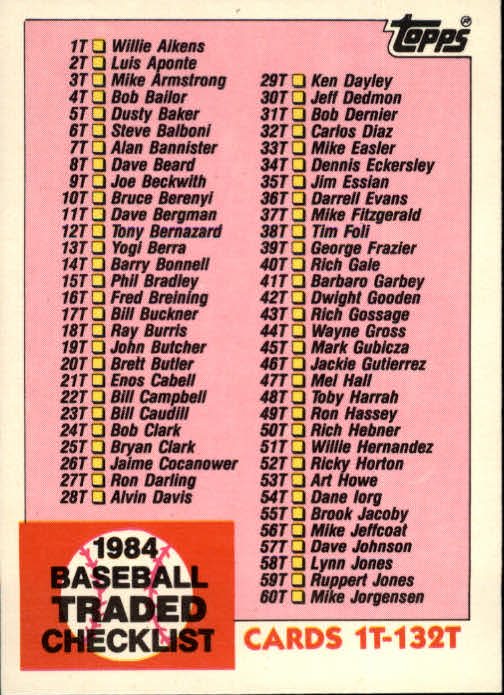 Topps
1T Willie Aikens
2T Luis Aponte
3T Mike Armstrong
4T Bob Bailor
5T Dusty Baker
6T Steve Balboni
7T Alan Bannister
8T Dave Beard
9T Joe Beckwith
10T Bruce Berenyi
11T Dave Bergman
12T Tony Bernazard
13T Yogi Berra
14T Barry Bonnell
15T Phil Bradley
16T Fred Breining
17T Bill Buckner
18T Ray Burris
19T John Butcher
20T Brett Butler
21T Enos Cabell
22T Bill Campbell
23T Bill Caudill
24T Bob Clark
25T Bryan Clark
26T Jaime Cocanower
27T Ron Darling
28T Alvin Davis
29T Ken Dayley
30T Jeff Dedmon
31T Bob Dernier
32T Carlos Diaz
33T Mike Easler
34T Dennis Eckersley
35T Jim Essian
36T Darrell Evans
37T Mike Fitzgerald
38T Tim Foli
39T George Frazier
40T Rich Gale
41T Barbaro Garbey
42T Dwight Gooden
43T Rich Gossage
44T Wayne Gross
45T Mark Gubicza
46T Jackie Gutierrez
47T Mel Hall
48T Toby Harrah
49T Ron Hassey
50T Rich Hebner
51T Willie Hernandez
52T Ricky Horton
53T Art Howe
54T Dane Iorg
55T Brook Jacoby
56T Mike Jeffcoat
57T Dave Johnson
58T Lynn Jones
59T Ruppert Jones
60T Mike Jorgensen
1984
BASEBALL
TRADED
CHECKLIST
CARDS 1T-132T